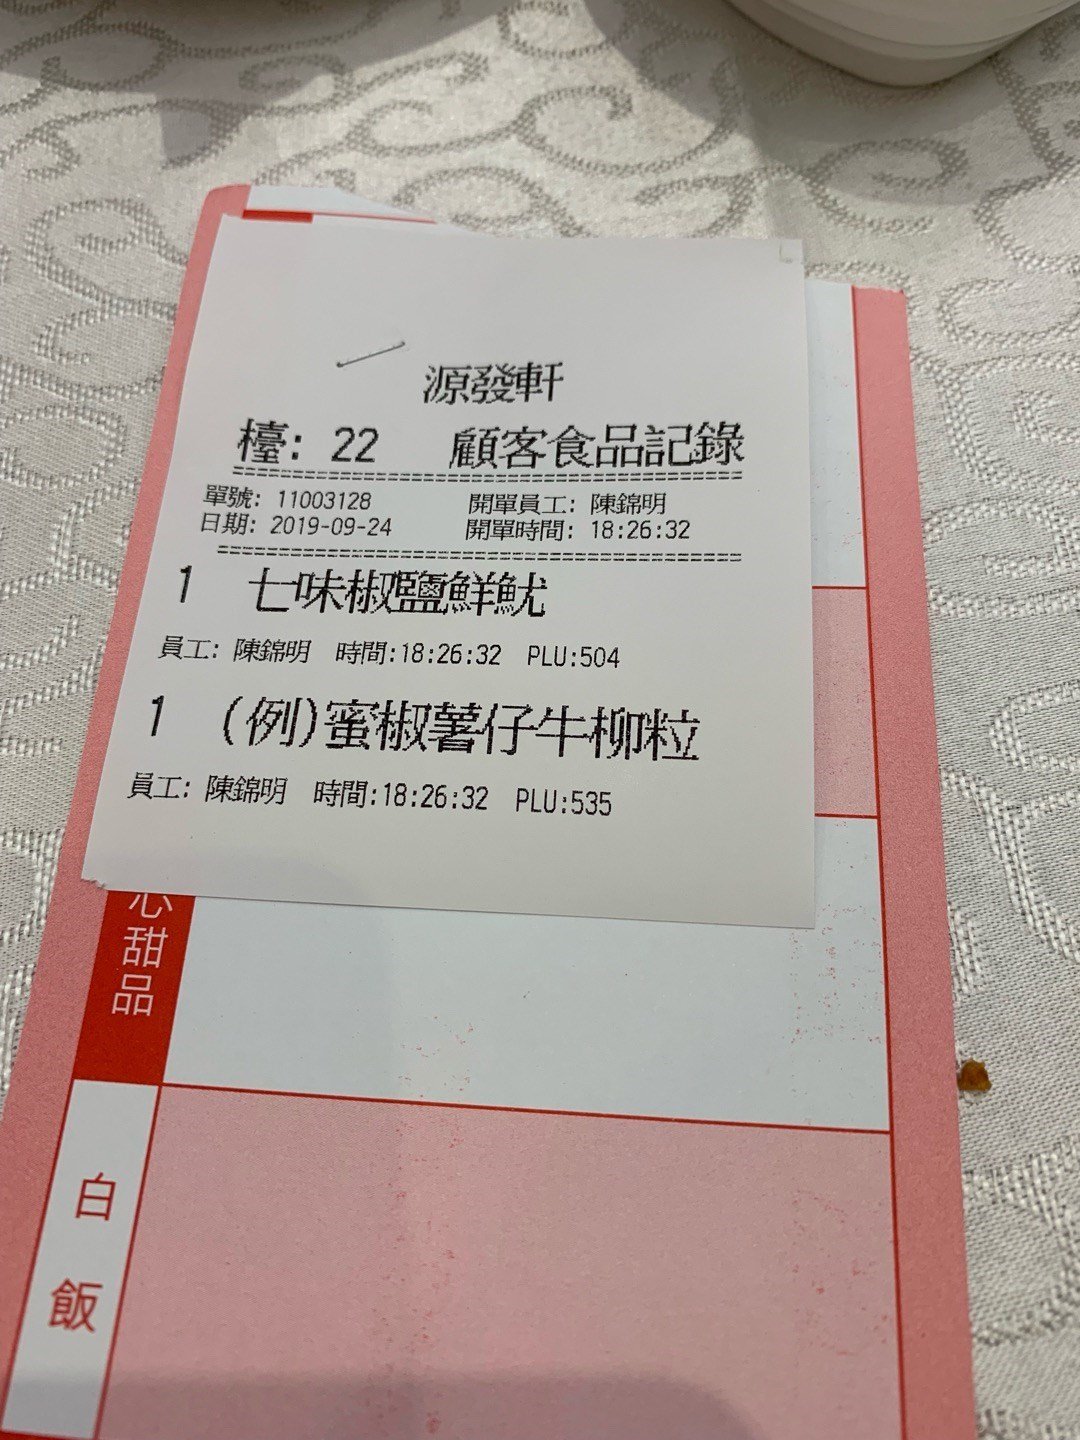 源發軒
檯: 22 顧客食品記錄
單號: 11003128 開單員工: 陳錦明
日期: 2019-09-24 開單時間: 18:26:32
1 七味椒鹽鮮魷
員工: 陳錦明 時間:18:26:32 PLU:504
1 (例)蜜椒薯仔牛柳粒
員工: 陳錦明 時間:18:26:32 PLU:535
心甜品
白飯